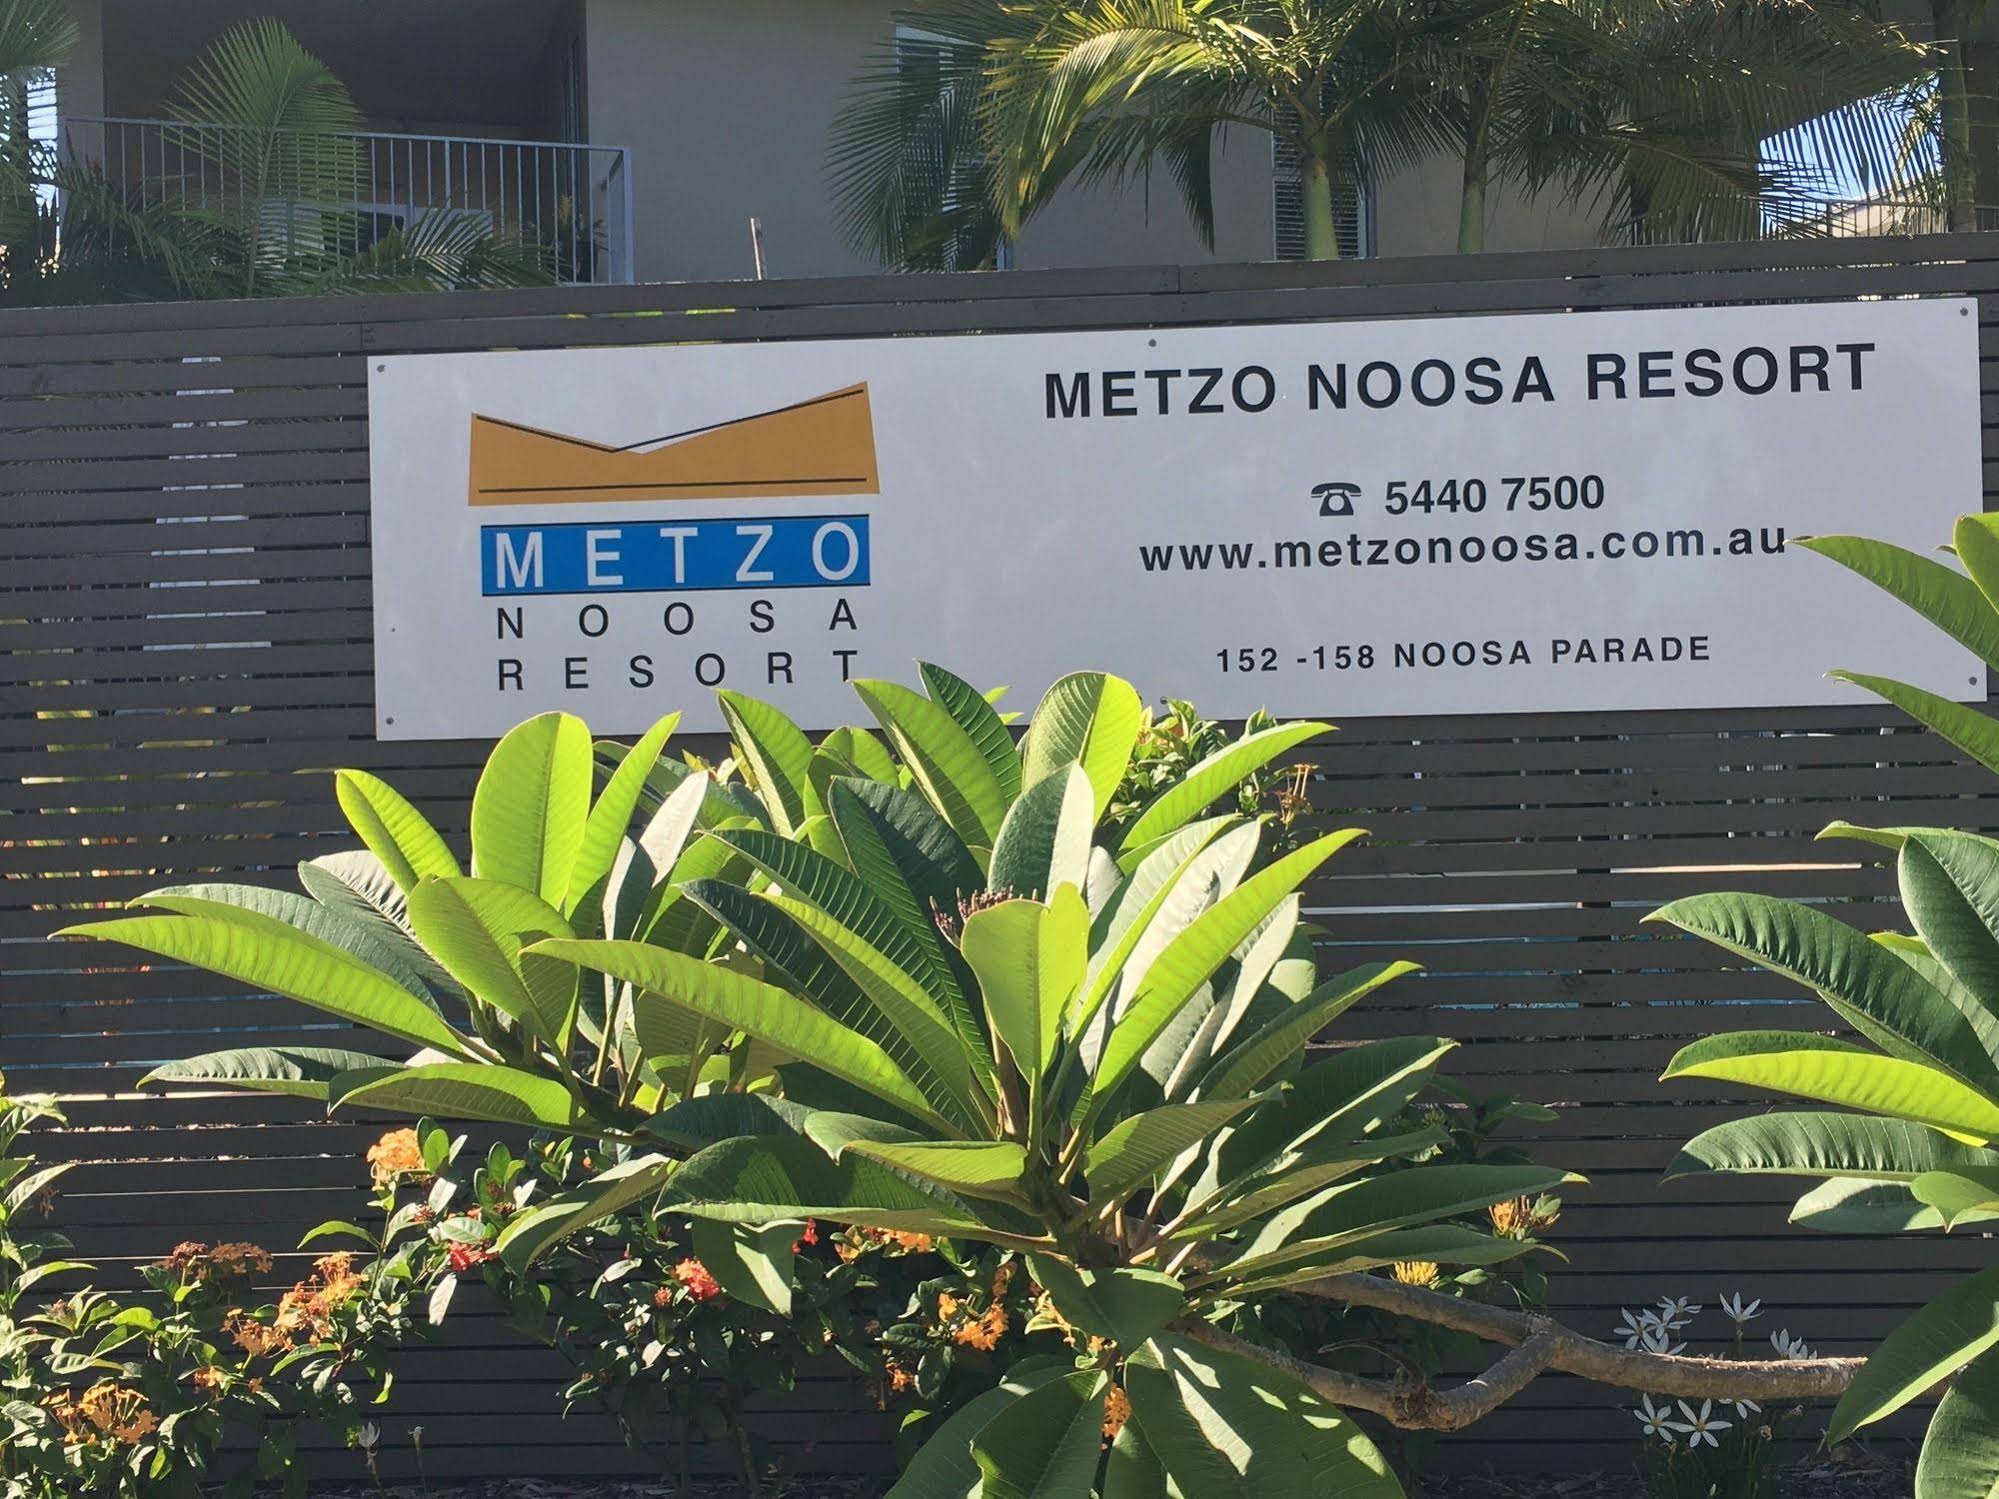 METZO
NOOSA
RESORT
METZO NOOSA RESORT
☎ 5440 7500
www.metzonoosa.com.au
152 -158 NOOSA PARADE